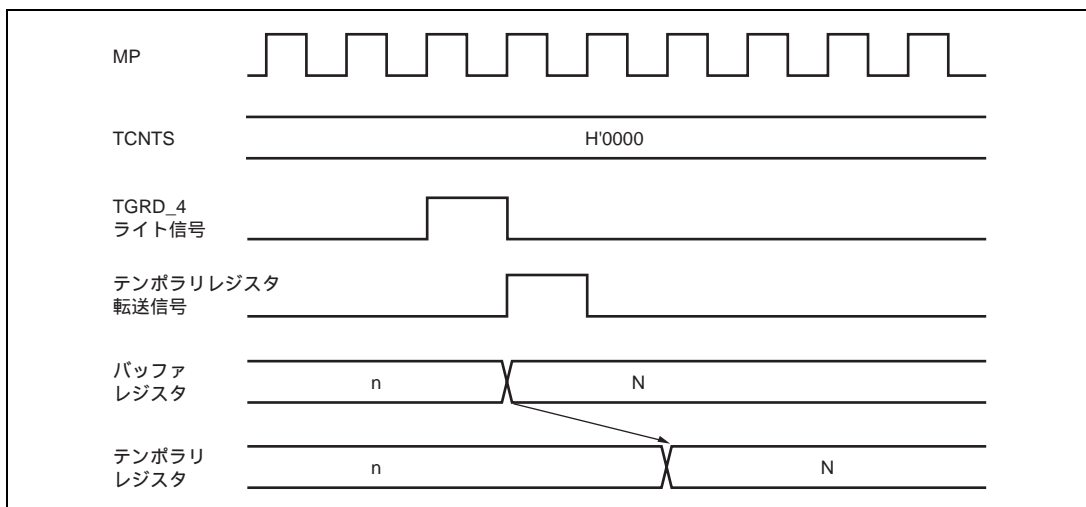 MP
TCNTS
H'0000
TGRD_4
ライト信号
テンポラリレジスタ
転送信号
バッファ
レジスタ
n
N
テンポラリ
レジスタ
n
N